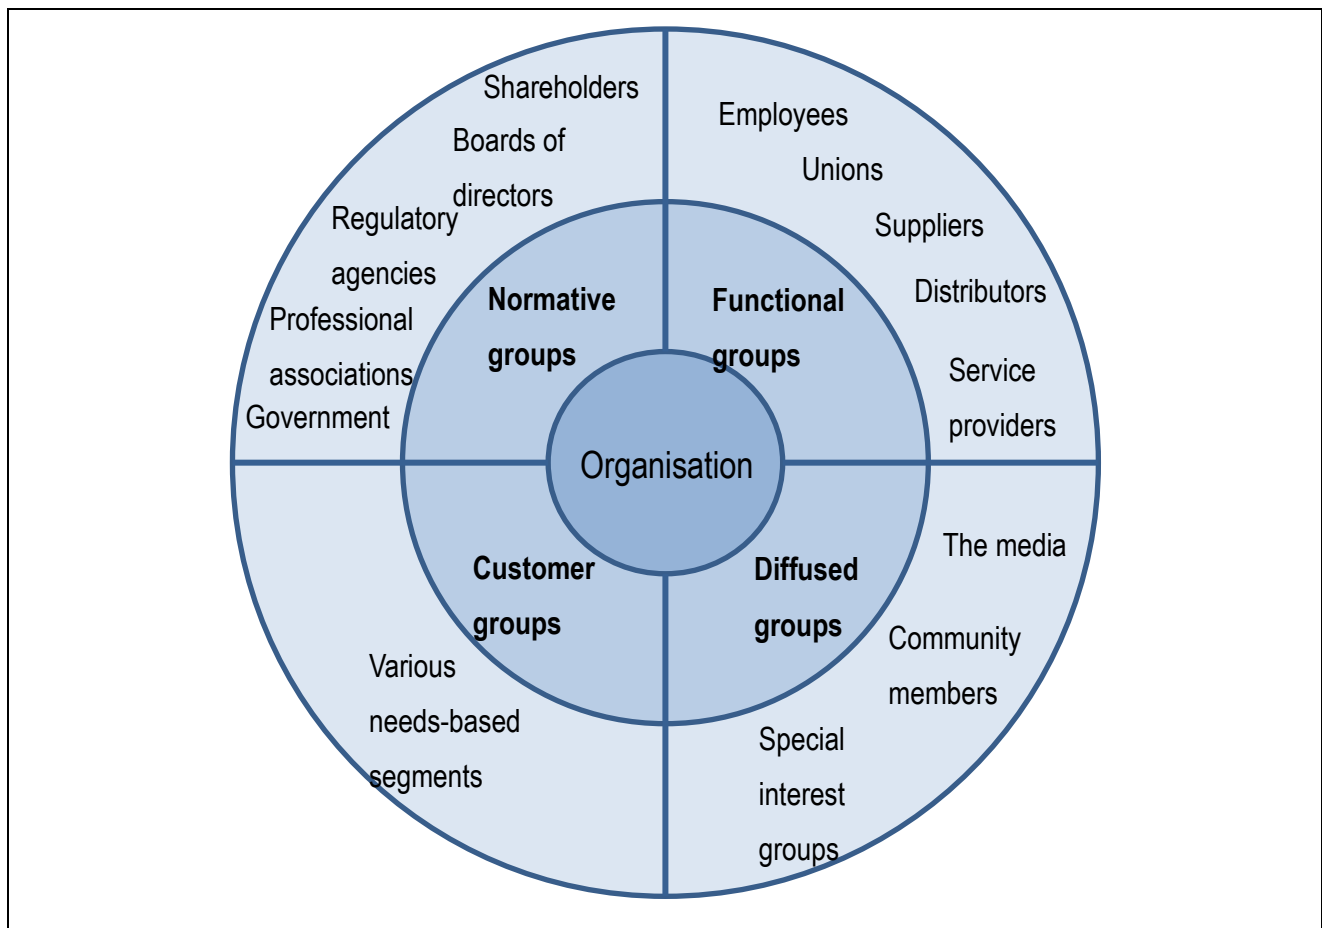 Shareholders
Boards of
directors
Regulatory
agencies
Professional
associations
Government
Normative
groups
Employees
Unions
Suppliers
Distributors
Service
providers
Functional
groups
Organisation
Customer
groups
Various
needs-based
segments
Diffused
groups
The media
Community
members
Special
interest
groups